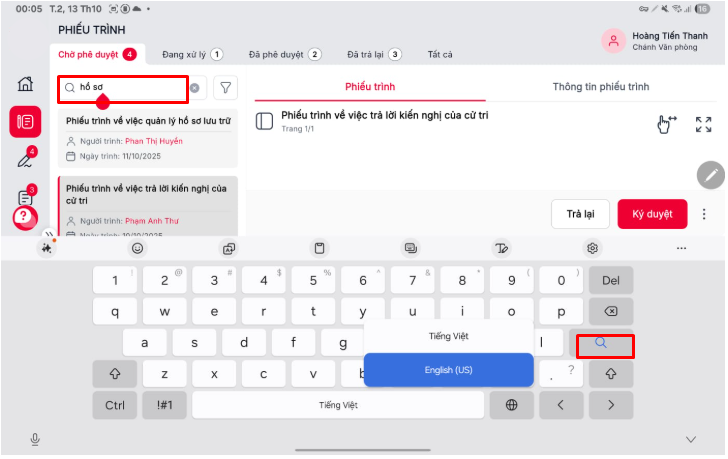 00:05 T.2, 13 Th10
16
PHIẾU TRÌNH
Hoàng Tiến Thanh
Chánh Văn phòng
Chờ phê duyệt 4
Đang xử lý 1
Đã phê duyệt 2
Đã trả lại 3
Tất cả
hồ sơ
Phiếu trình về việc quản lý hồ sơ lưu trữ
Người trình: Phan Thị Huyền
Ngày trình: 11/10/2025
Phiếu trình về việc trả lời kiến nghị của
cử tri
Người trình: Phạm Anh Thư
Ngày trình: 10/10/2025
4
3
?
Phiếu trình
Thông tin phiếu trình
Phiếu trình về việc trả lời kiến nghị của cử tri
Trang 1/1
Trả lại
Ký duyệt
1 ! 2 @ 3 # 4 $ 5 % 6 ^ 7 & 8 * 9 ( 0 ) Del
q w e r t y u i o p
a s d f g l
Tiếng Việt
English (US)
z x c v b . ?
Ctrl !#1 Tiếng Việt < >